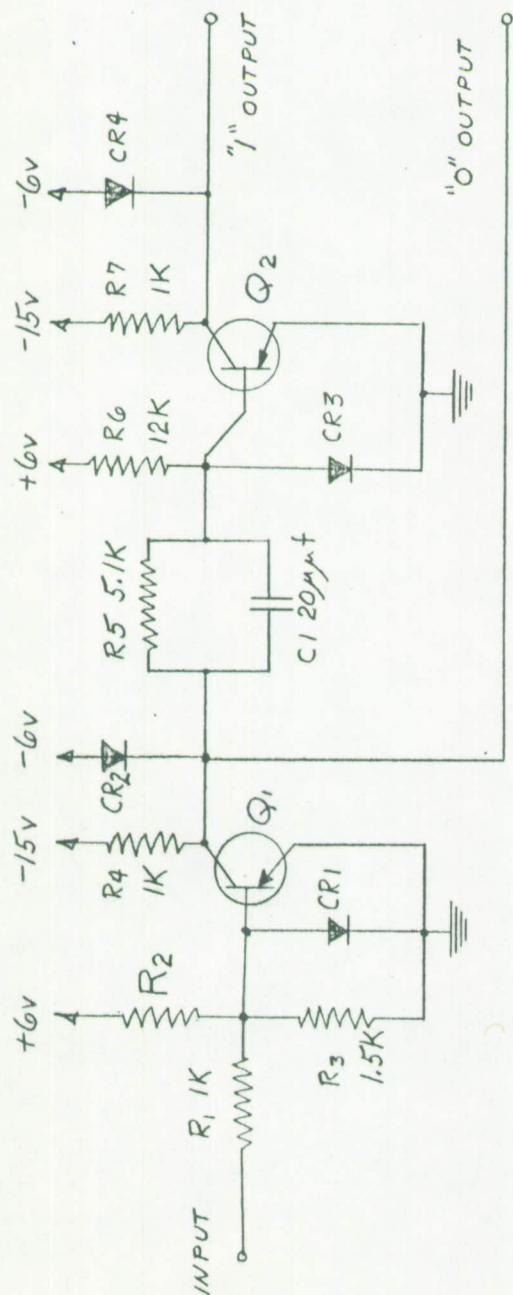 +6v
-15v
-6v
+6v
-15v
-6v
R2
R4
1K
CR2
R5 5.1K
R6
12K
R7
1K
CR4
INPUT
R1 1K
Q1
C1 20μμf
Q2
"1" OUTPUT
R3
1.5K
CR1
CR3
"0" OUTPUT